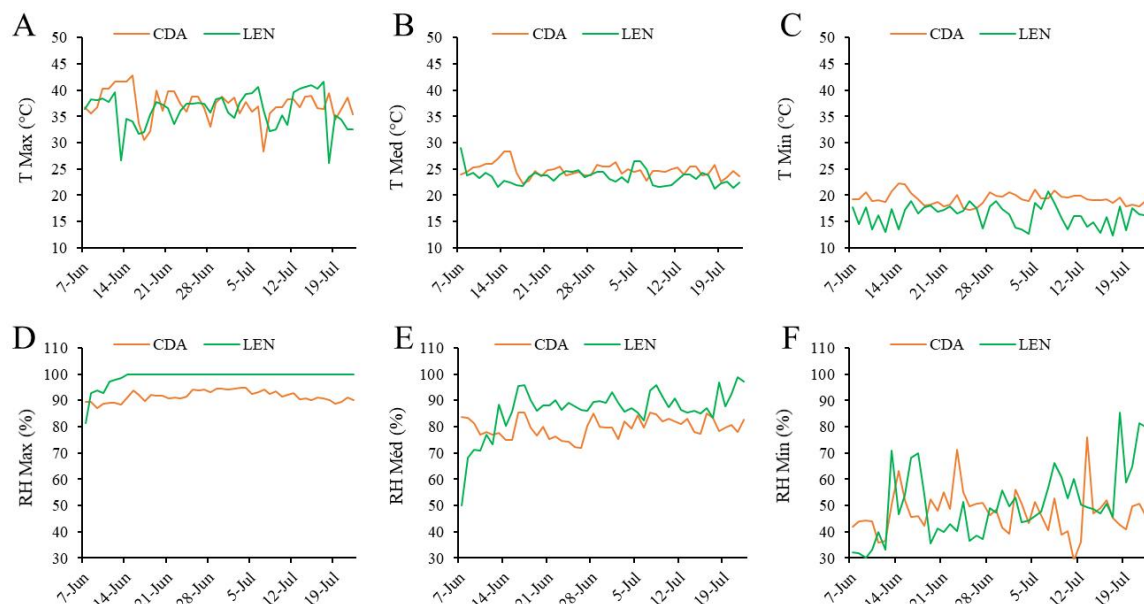 A
CDA
LEN
T Max (°C)
50
45
40
35
30
25
20
15
10
7-Jun
14-Jun
21-Jun
28-Jun
5-Jul
12-Jul
19-Jul
B
CDA
LEN
T Med (°C)
50
45
40
35
30
25
20
15
10
7-Jun
14-Jun
21-Jun
28-Jun
5-Jul
12-Jul
19-Jul
C
CDA
LEN
T Min (°C)
50
45
40
35
30
25
20
15
10
7-Jun
14-Jun
21-Jun
28-Jun
5-Jul
12-Jul
19-Jul
D
CDA
LEN
RH Max (%)
110
100
90
80
70
60
50
40
30
7-Jun
14-Jun
21-Jun
28-Jun
5-Jul
12-Jul
19-Jul
E
CDA
LEN
RH Méd (%)
110
100
90
80
70
60
50
40
30
7-Jun
14-Jun
21-Jun
28-Jun
5-Jul
12-Jul
19-Jul
F
CDA
LEN
RH Min (%)
110
100
90
80
70
60
50
40
30
7-Jun
14-Jun
21-Jun
28-Jun
5-Jul
12-Jul
19-Jul